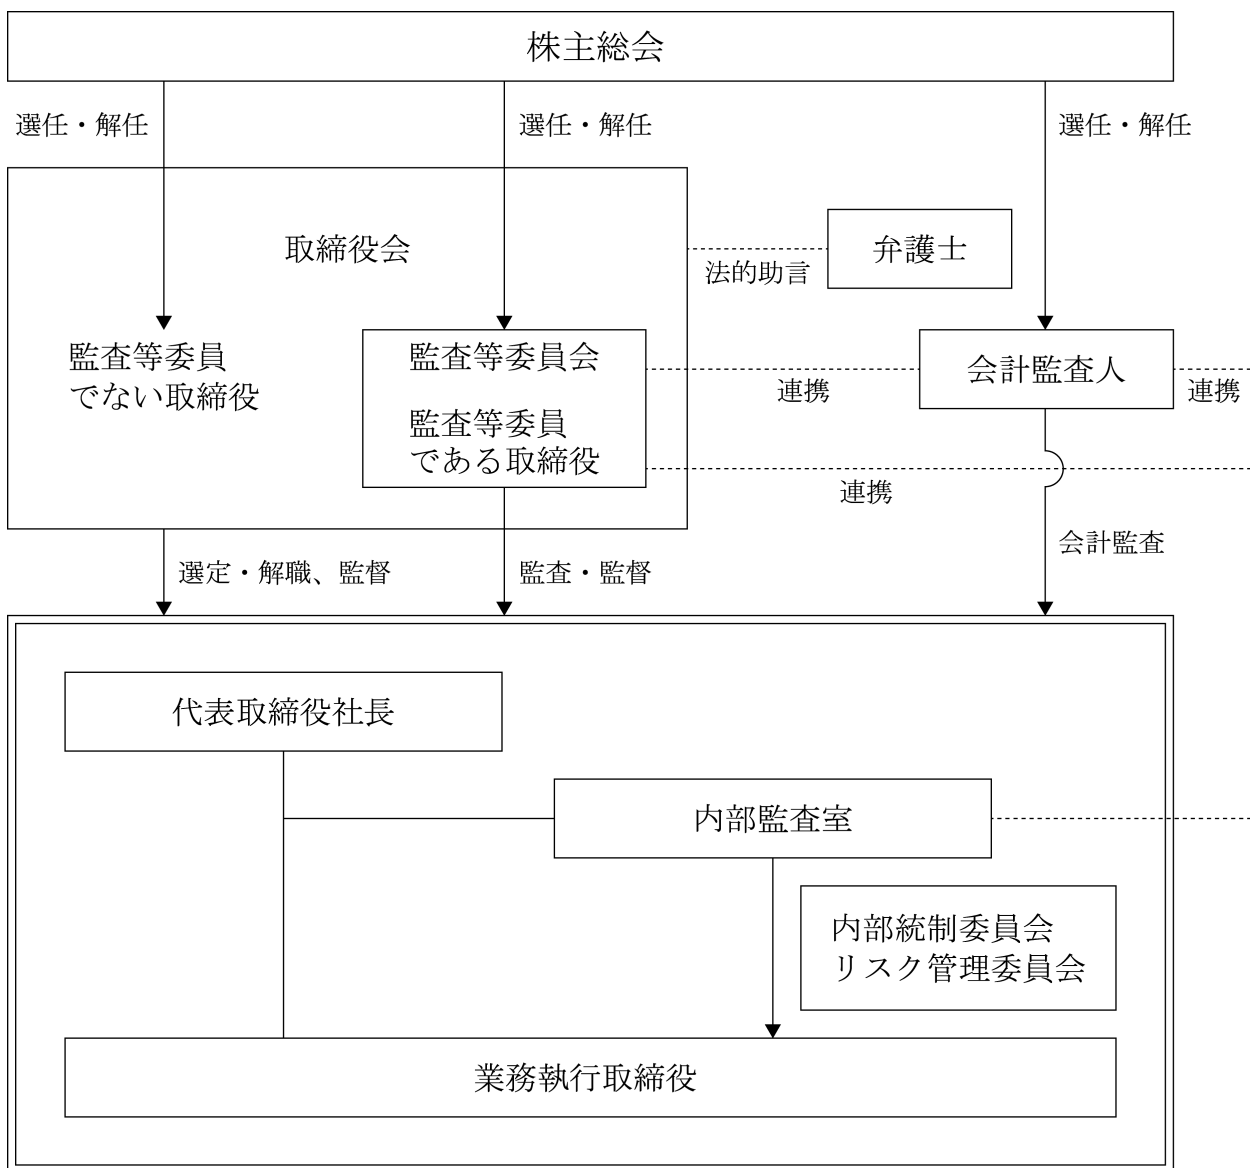 株主総会
選任・解任
選任・解任
選任・解任
取締役会
弁護士
法的助言
監査等委員
でない取締役
監査等委員会
監査等委員
である取締役
会計監査人
連携
連携
連携
会計監査
選定・解職、監督
監査・監督
代表取締役社長
内部監査室
内部統制委員会
リスク管理委員会
業務執行取締役